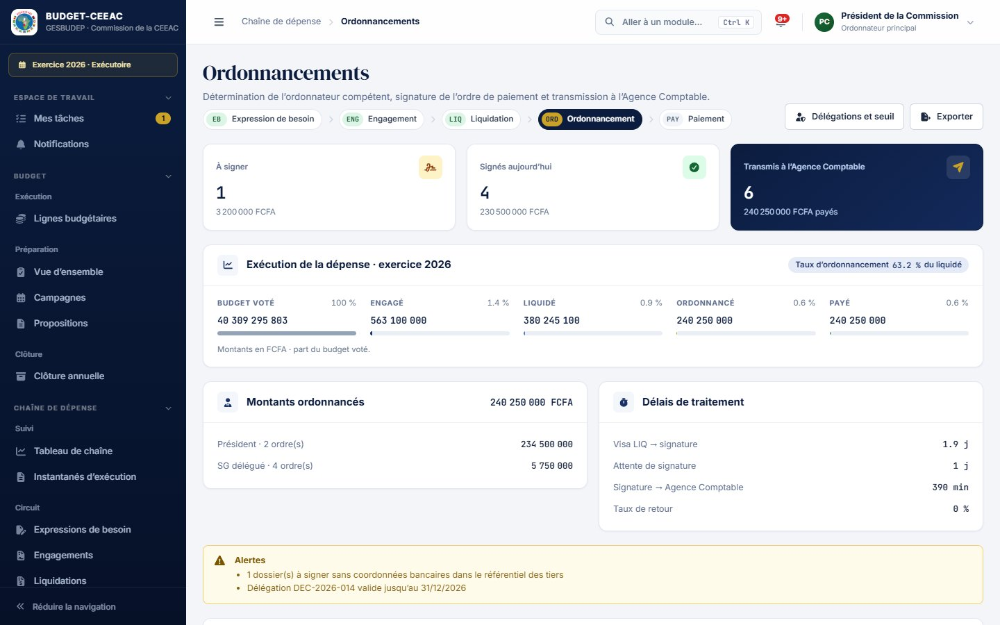 BUDGET-CEEAC
GESBUDEP · Commission de la CEEAC
Exercice 2026 · Exécutoire
ESPACE DE TRAVAIL
Mes tâches 1
Notifications
BUDGET
Exécution
Lignes budgétaires
Préparation
Vue d’ensemble
Campagnes
Propositions
Clôture
Clôture annuelle
CHAÎNE DE DÉPENSE
Suivi
Tableau de chaîne
Instantanés d’exécution
Circuit
Expressions de besoin
Engagements
Liquidations
Réduire la navigation
Chaîne de dépense Ordonnancements
Aller à un module... Ctrl K
9+
PC
Président de la Commission
Ordonnateur principal
Ordonnancements
Détermination de l’ordonnateur compétent, signature de l’ordre de paiement et transmission à l’Agence Comptable.
EB Expression de besoin ENG Engagement LIQ Liquidation ORD Ordonnancement PAY Paiement
Délégations et seuil
Exporter
À signer
1
3 200 000 FCFA
Signés aujourd’hui
4
230 500 000 FCFA
Transmis à l’Agence Comptable
6
240 250 000 FCFA payés
Exécution de la dépense · exercice 2026
Taux d’ordonnancement 63.2 % du liquidé
BUDGET VOTÉ 100 %
40 309 295 803
ENGAGÉ 1.4 %
563 100 000
LIQUIDÉ 0.9 %
380 245 100
ORDONNANCÉ 0.6 %
240 250 000
PAYÉ 0.6 %
240 250 000
Montants en FCFA · part du budget voté.
Montants ordonnancés 240 250 000 FCFA
Président · 2 ordre(s) 234 500 000
SG délégué · 4 ordre(s) 5 750 000
Délais de traitement
Visa LIQ → signature 1.9 j
Attente de signature 1 j
Signature → Agence Comptable 390 min
Taux de retour 0 %
Alertes
• 1 dossier(s) à signer sans coordonnées bancaires dans le référentiel des tiers
• Délégation DEC-2026-014 valide jusqu’au 31/12/2026